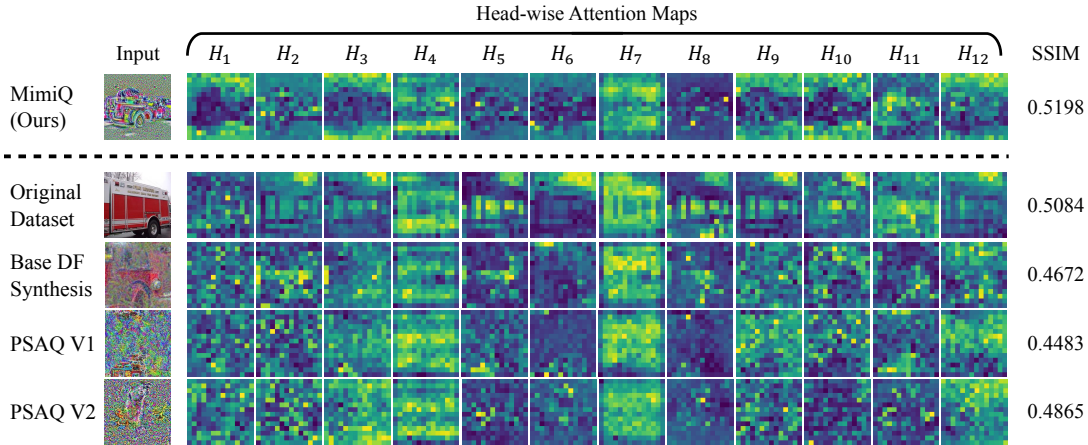 Head-wise Attention Maps
Input H₁ H₂ H₃ H₄ H₅ H₆ H₇ H₈ H₉ H₁₀ H₁₁ H₁₂ SSIM
MimiQ
(Ours)
0.5198
Original
Dataset
0.5084
Base DF
Synthesis
0.4672
PSAQ V1
0.4483
PSAQ V2
0.4865